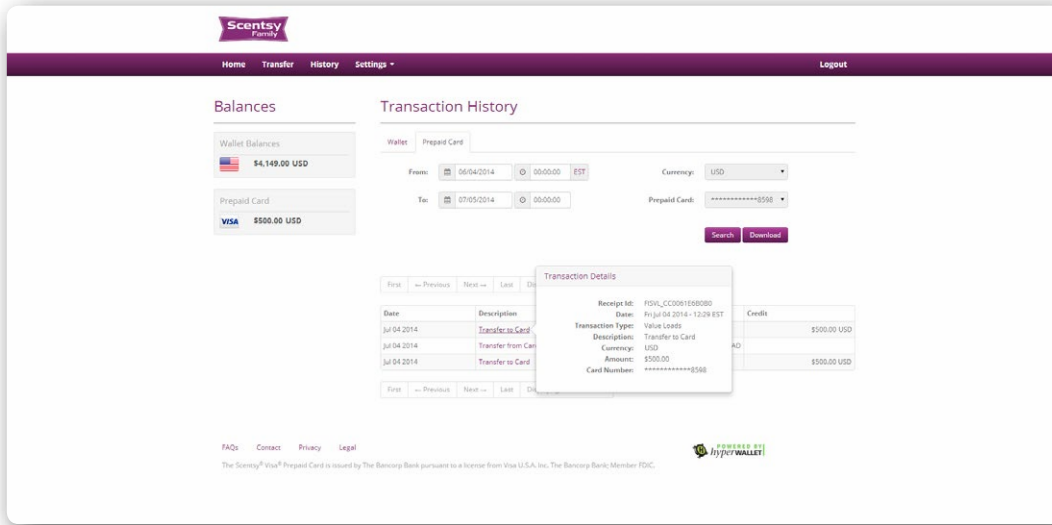 Scentsy
Family
Home Transfer History Settings Logout
Balances
Wallet Balances
$4,149.00 USD
Prepaid Card
VISA $500.00 USD
Transaction History
Wallet Prepaid Card
From: 06/04/2014 00:00:00 EST Currency: USD
To: 07/05/2014 00:00:00 Prepaid Card: ************8598
Search Download
First ← Previous Next → Last
Transaction Details
Receipt Id:
Date: Fri Jul 04 2014 - 12:29 EST
Transaction Type: Value Loads
Description: Transfer to Card
Currency: USD
Amount: $500.00
Card Number: ************8598
Date Description Credit
Jul 04 2014 Transfer to Card $500.00 USD
Jul 04 2014 Transfer from Car
Jul 04 2014 Transfer to Card $500.00 USD
First ← Previous Next → Last
FAQs Contact Privacy Legal
POWERED BY
hyperWALLET
The Scentsy® Visa® Prepaid Card is issued by The Bancorp Bank pursuant to a license from Visa U.S.A. Inc. The Bancorp Bank; Member FDIC.